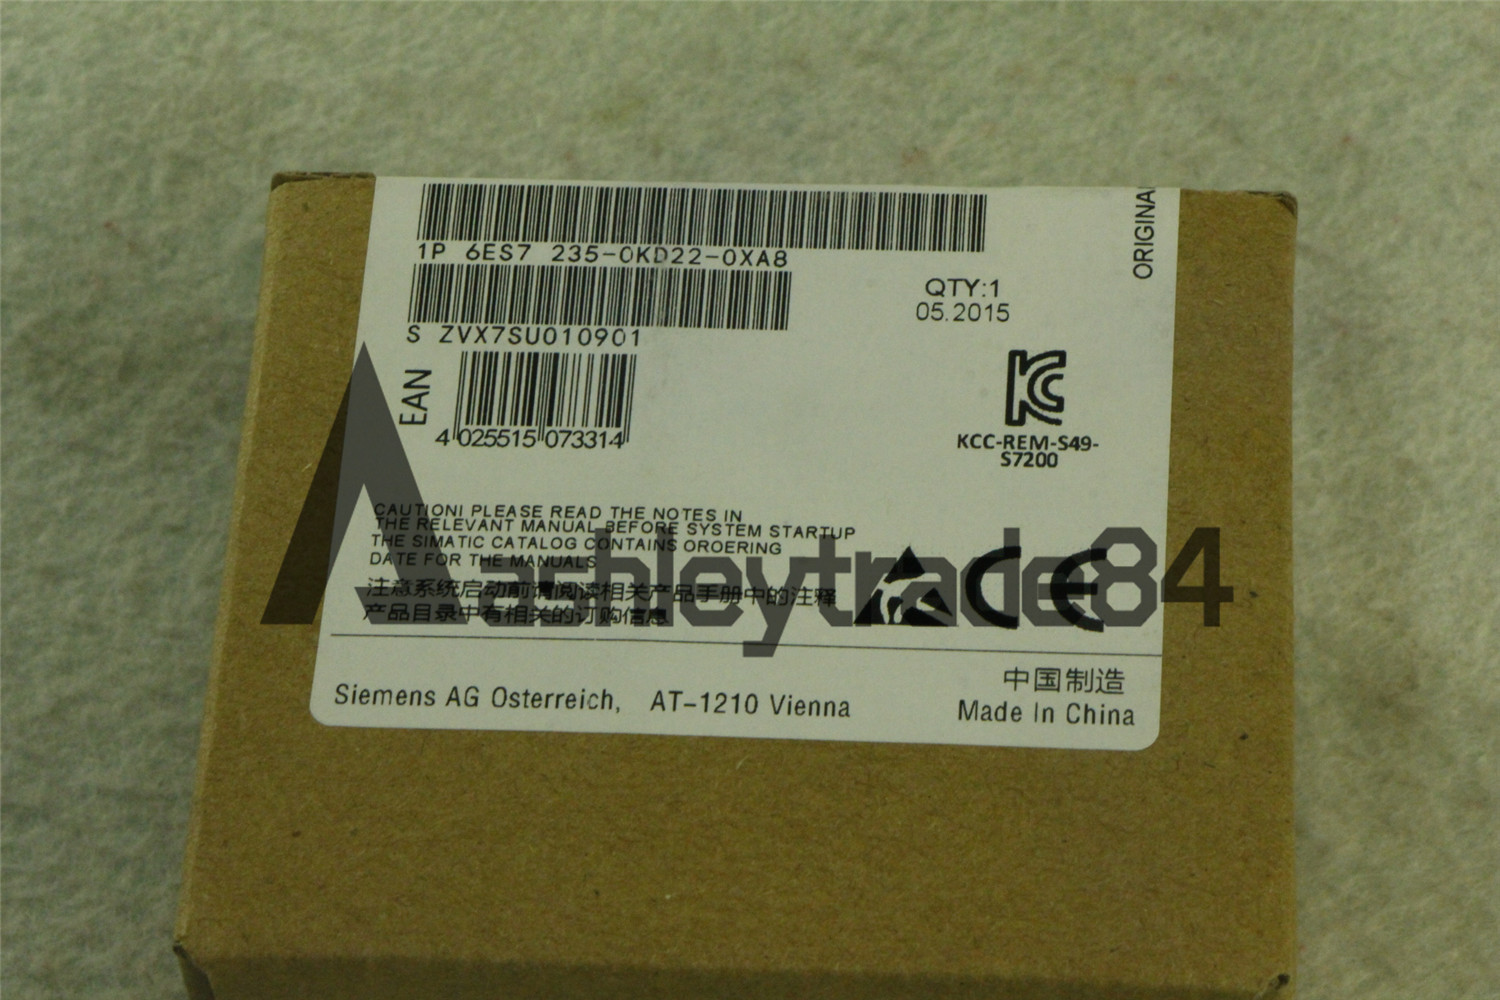 1P 6ES7 235-0KD22-0XA8
S ZVX7SU010901
EAN
4 025515 073314
ORIGINA
QTY:1
05.2015
KCC-REM-S49-
S7200
CAUTION! PLEASE READ THE NOTES IN
THE RELEVANT MANUAL BEFORE SYSTEM STARTUP
THE SIMATIC CATALOG CONTAINS OROERING
DATE FOR THE MANUALS
注意系统启动前请阅读相关产品手册中的注释
产品目录中有相关的订购信息
CE
Aashleytrade84
Siemens AG Osterreich, AT-1210 Vienna
中国制造
Made In China